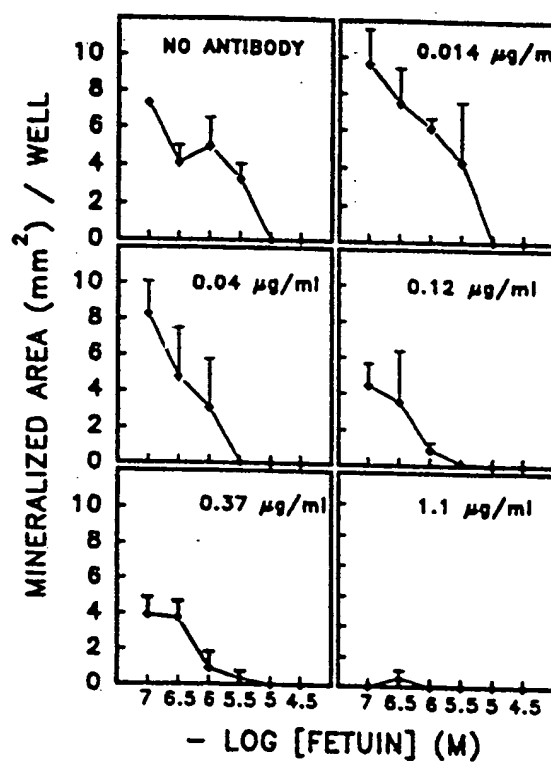 MINERALIZED AREA (mm²) / WELL
NO ANTIBODY
0.014 µg/m
10
8
6
4
2
0
0.04 µg/ml
0.12 µg/ml
10
8
6
4
2
0
0.37 µg/ml
1.1 µg/ml
10
8
6
4
2
0
7 6.5 6 5.5 5 4.5
7 6.5 6 5.5 5 4.5
– LOG [FETUIN] (M)